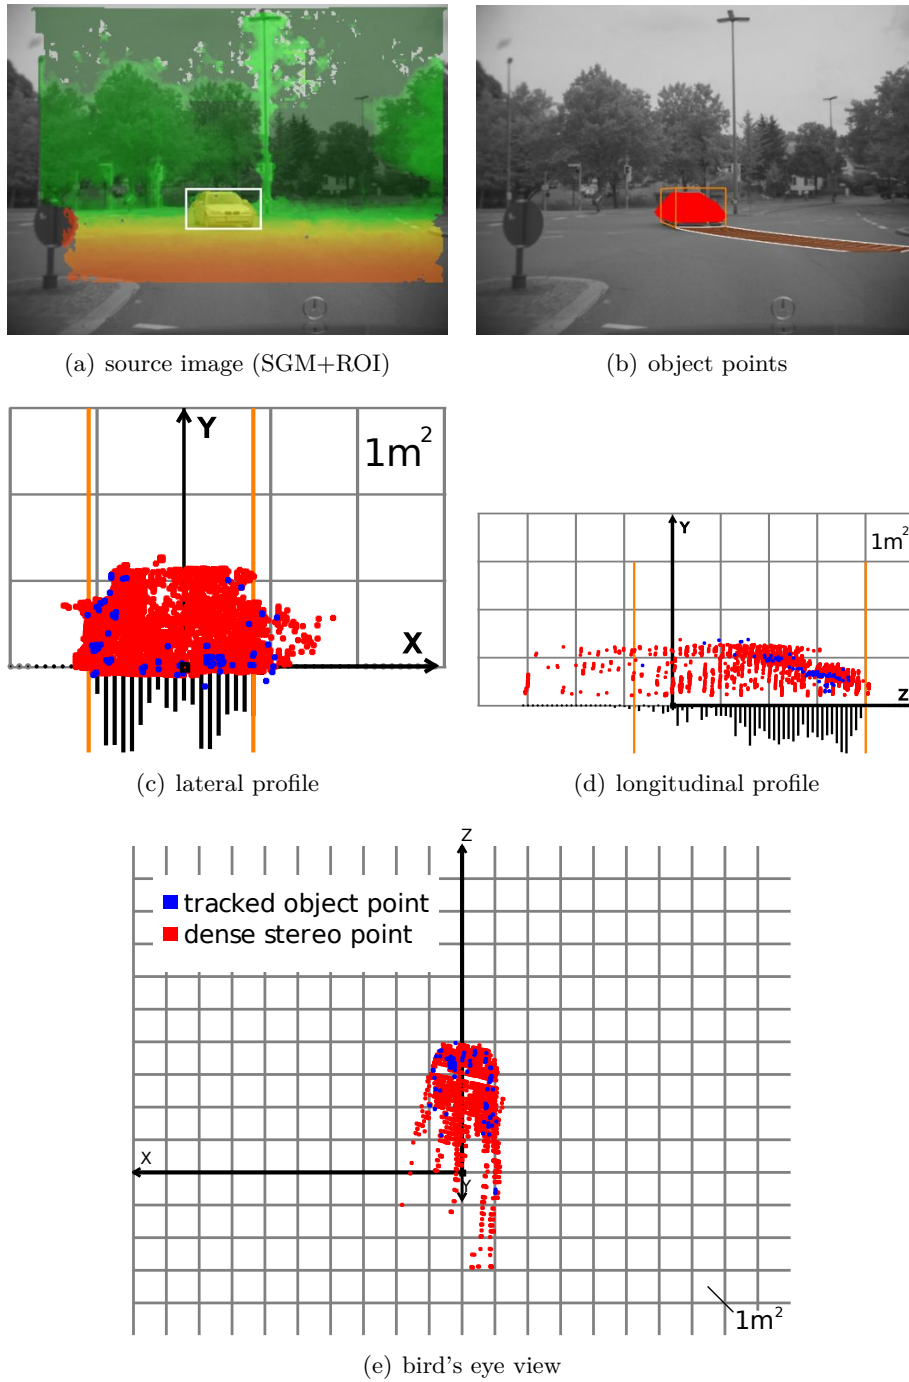 (a) source image (SGM+ROI)
(b) object points
Y
1m2
X
(c) lateral profile
Y
1m2
Z
(d) longitudinal profile
Z
tracked object point
dense stereo point
X
Y
1m2
(e) bird's eye view